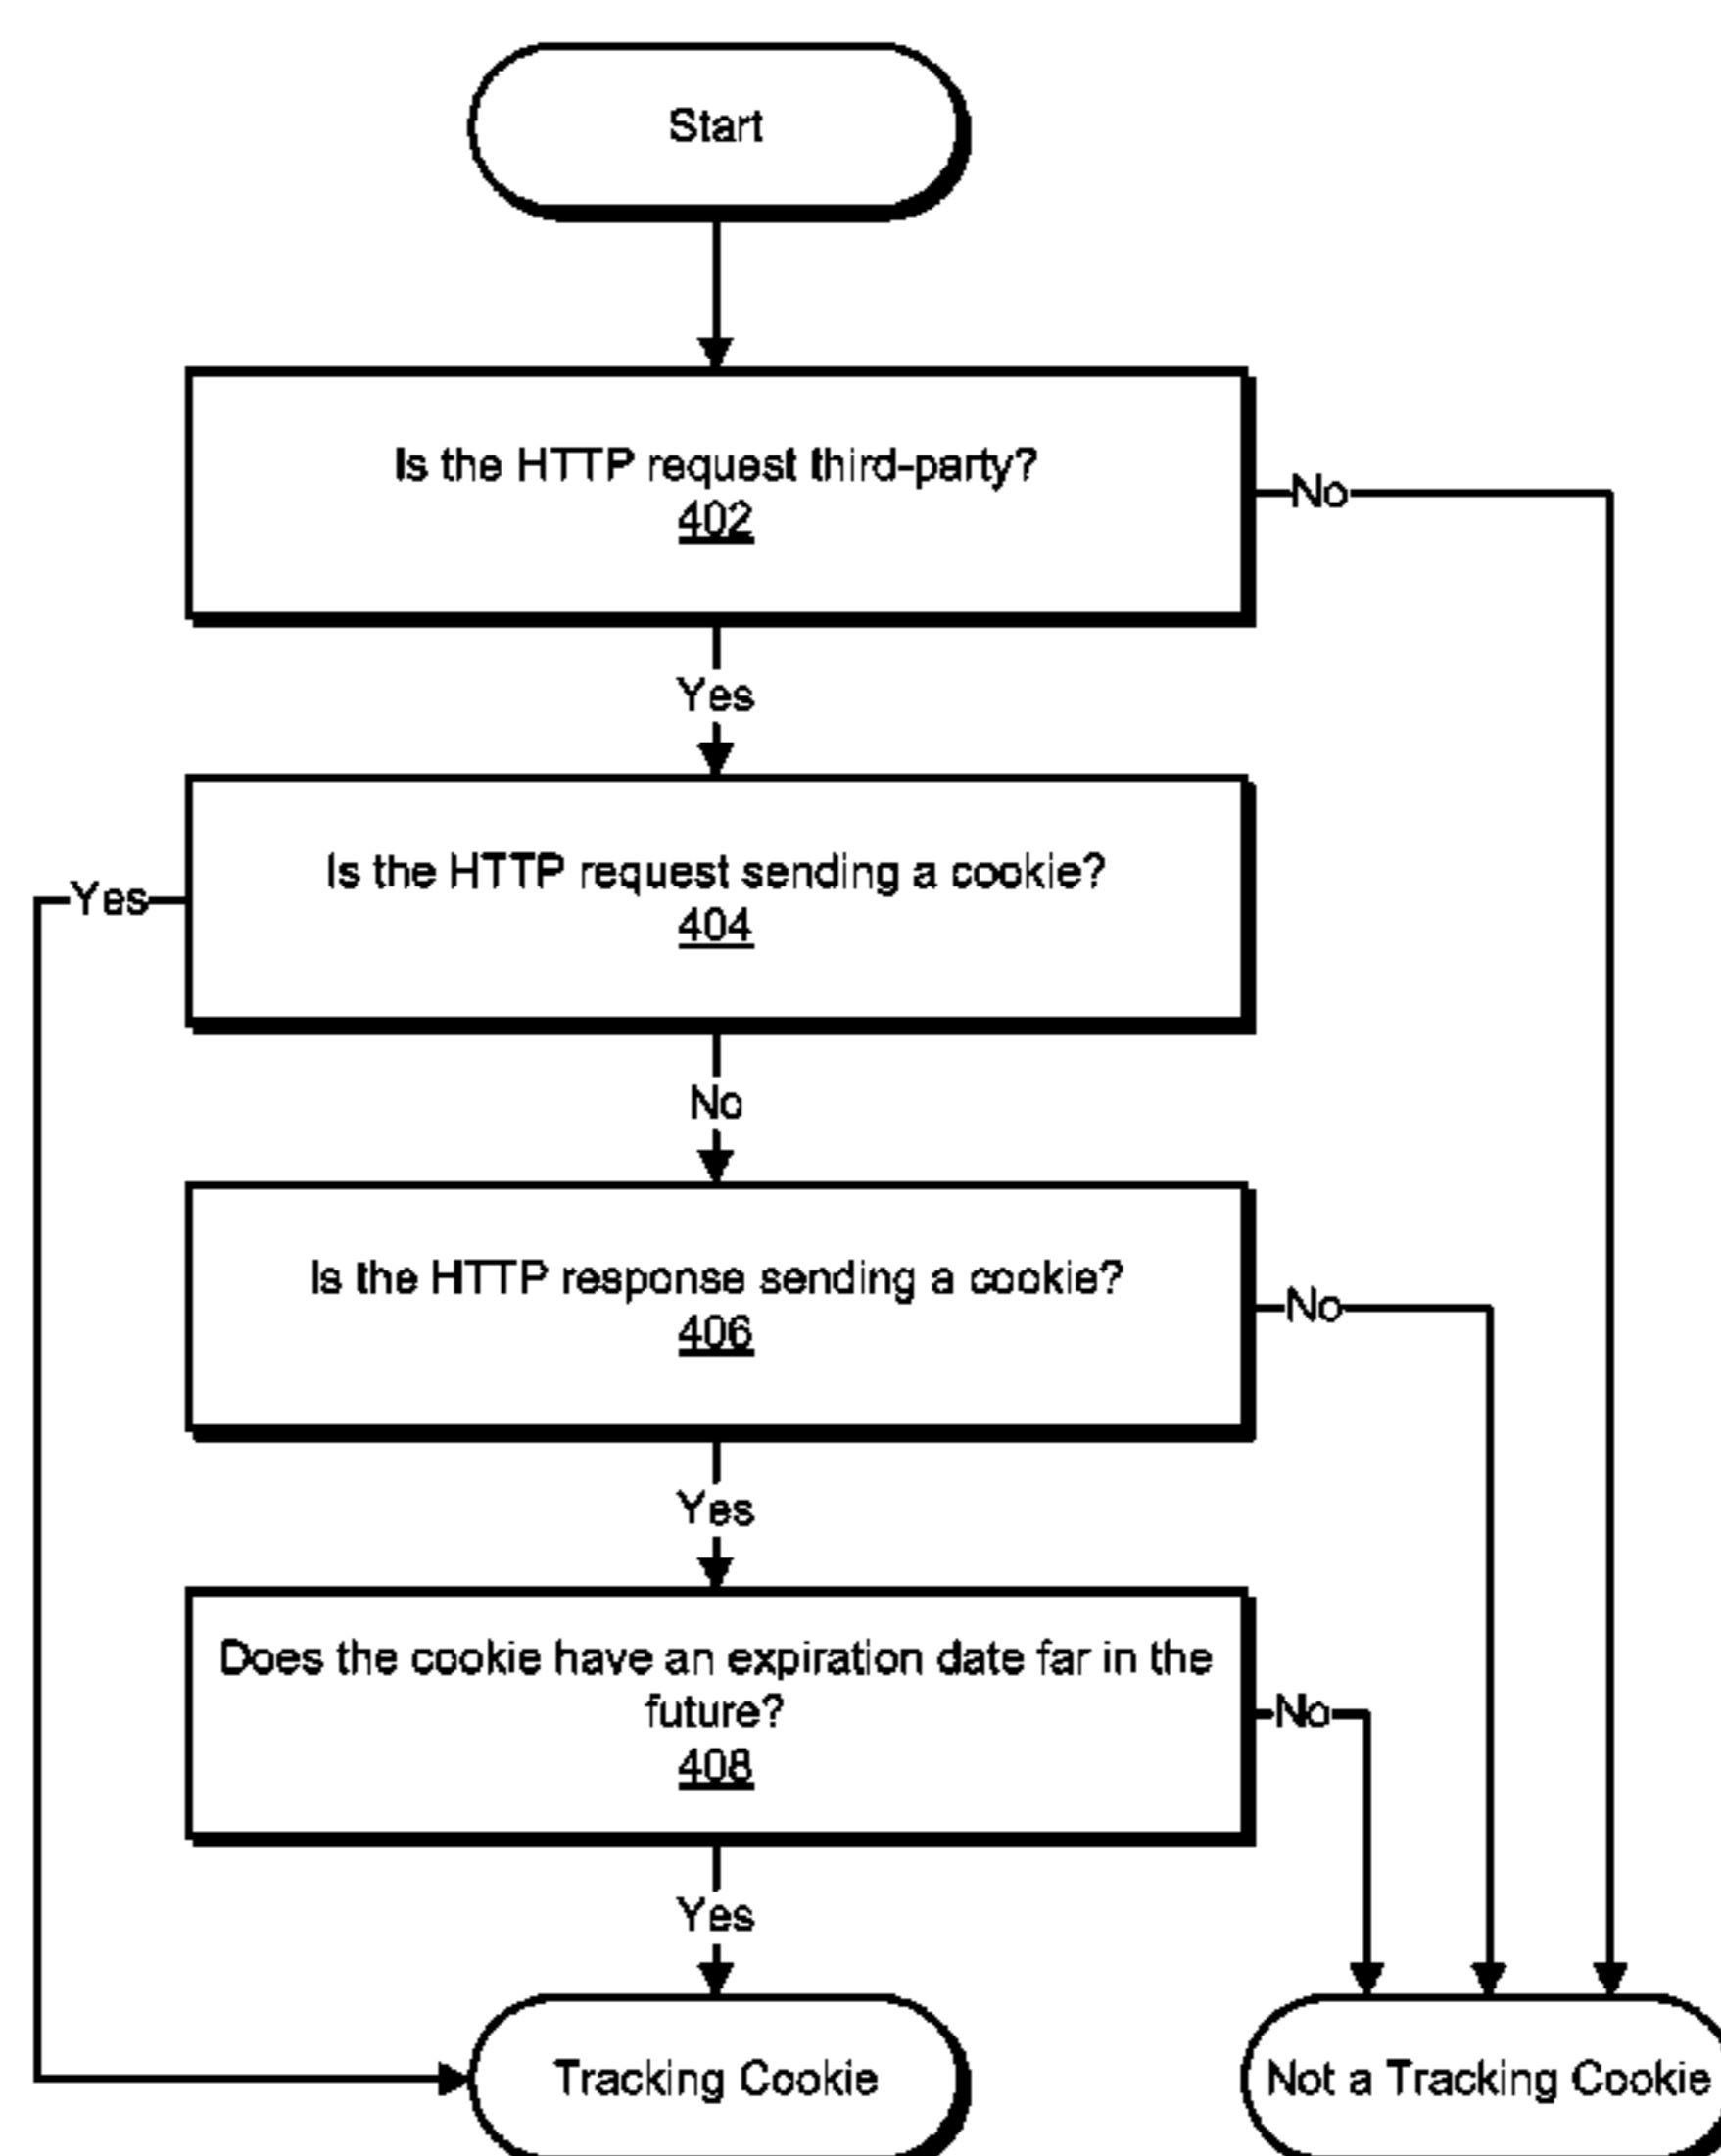 Start
Is the HTTP request third-party?
402
No
Yes
Is the HTTP request sending a cookie?
404
Yes
No
Is the HTTP response sending a cookie?
406
No
Yes
Does the cookie have an expiration date far in the
future?
408
No
Yes
Tracking Cookie
Not a Tracking Cookie